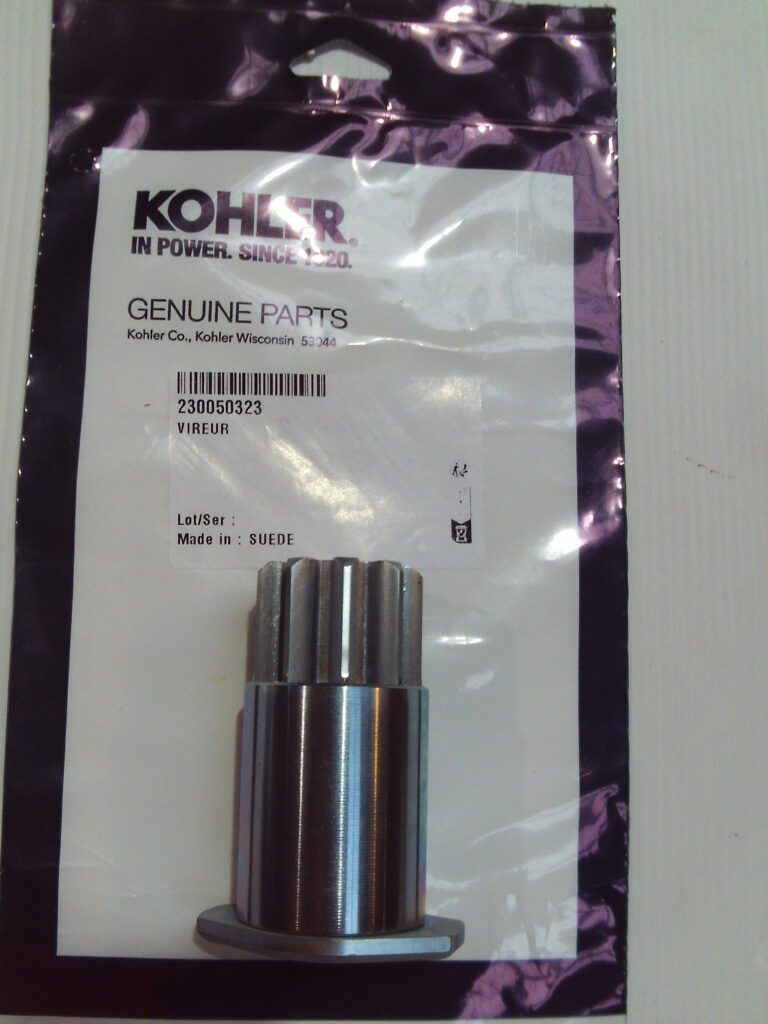 KOHLER®
IN POWER. SINCE 1920.
GENUINE PARTS
Kohler Co., Kohler Wisconsin 53044
230050323
VIREUR
Lot/Ser :
Made in : SUEDE